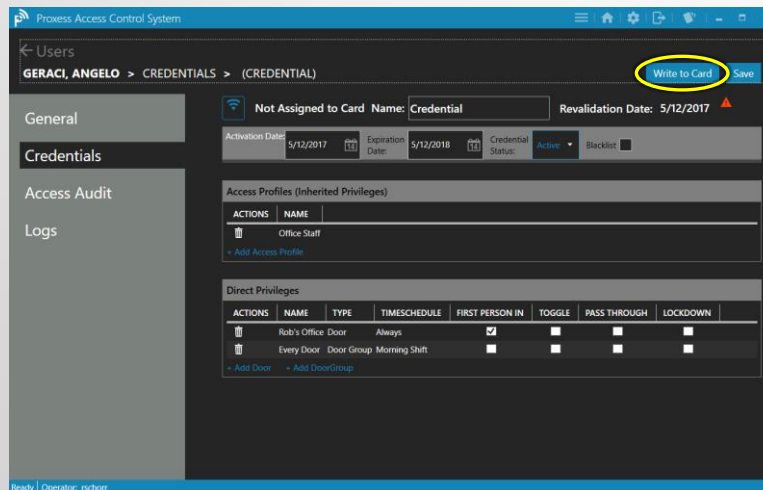 Proxess Access Control System
Users
GERACI, ANGELO > CREDENTIALS > (CREDENTIAL)
Write to Card Save
General
Credentials
Access Audit
Logs
Not Assigned to Card Name: Credential Revalidation Date: 5/12/2017
Activation Date: 5/12/2017 14 Expiration Date: 5/12/2018 14 Credential Status: Active Blacklist
Access Profiles (Inherited Privileges)
ACTIONS NAME
Office Staff
+ Add Access Profile
Direct Privileges
ACTIONS NAME TYPE TIMESCHEDULE FIRST PERSON IN TOGGLE PASS THROUGH LOCKDOWN
Rob's Office Door Always
Every Door Door Group Morning Shift
+ Add Door + Add DoorGroup
Ready Operator: rschorr